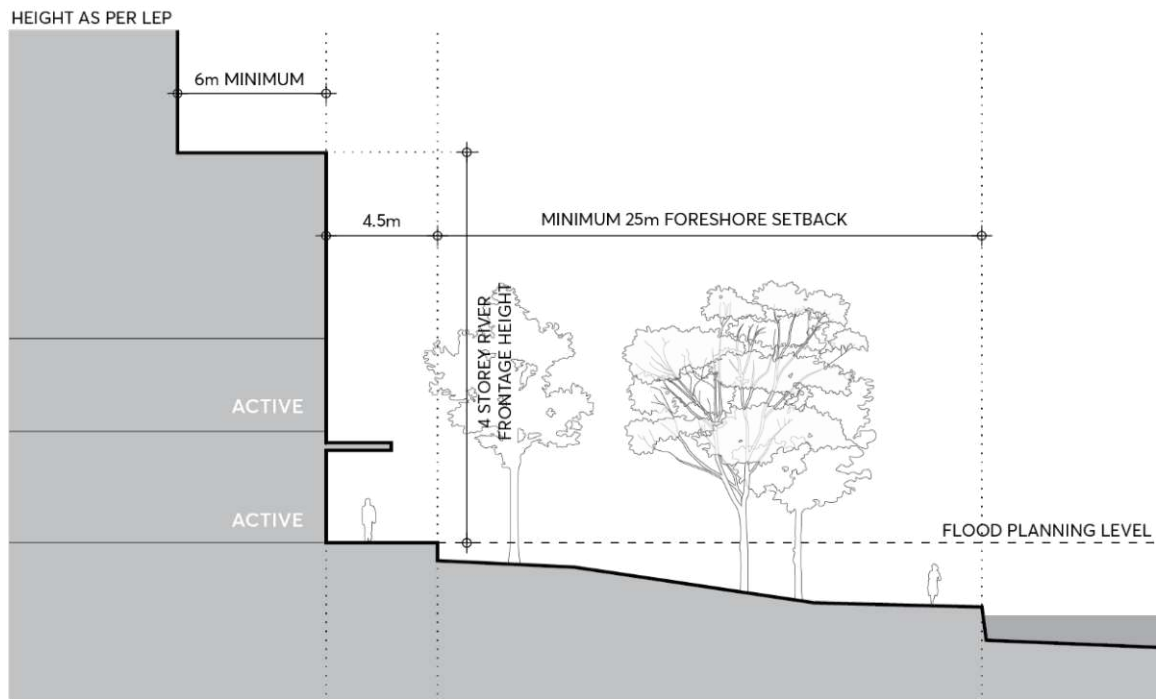 HEIGHT AS PER LEP
6m MINIMUM
4.5m
MINIMUM 25m FORESHORE SETBACK
4 STOREY RIVER
FRONTAGE HEIGHT
ACTIVE
ACTIVE
FLOOD PLANNING LEVEL